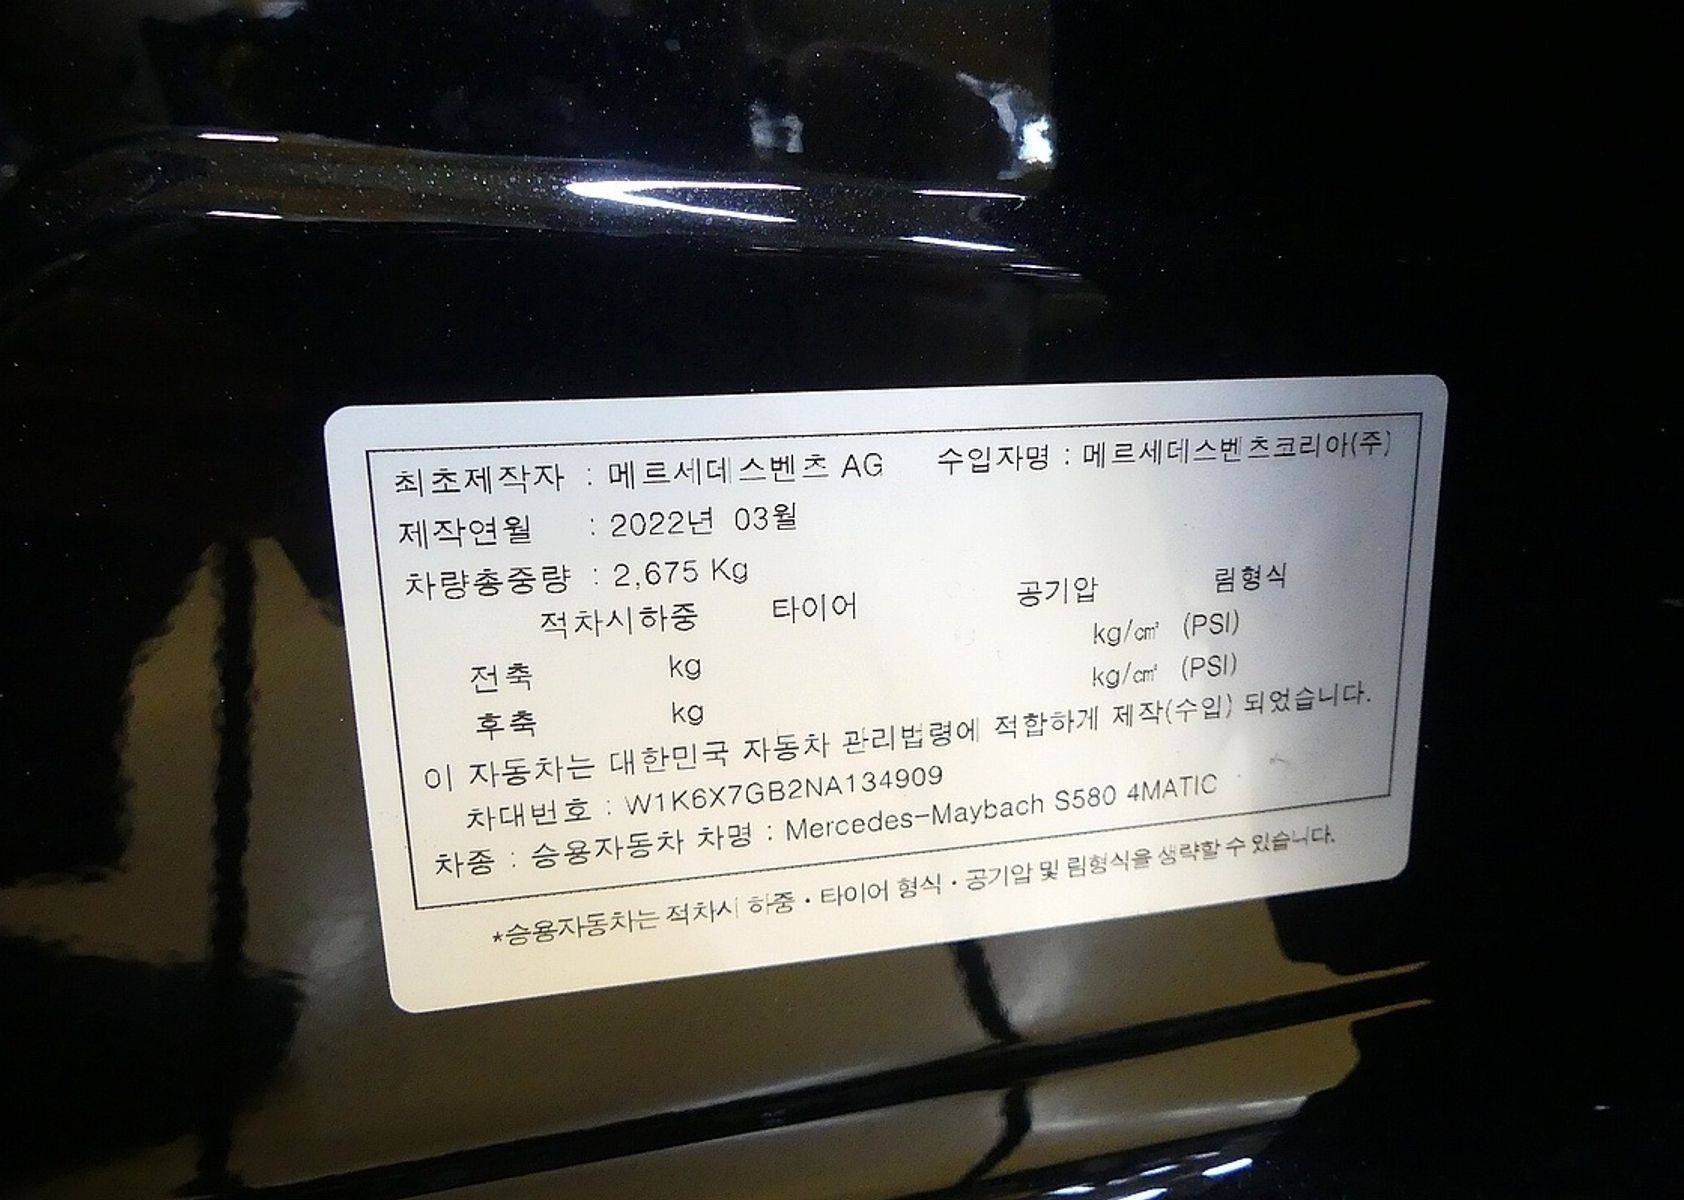 최초제작자 : 메르세데스벤츠 AG 수입자명 : 메르세데스벤츠코리아(주)
제작연월 : 2022년 03월
차량총중량 : 2,675 Kg
적차시하중 타이어 공기압 림형식
전축 kg kg/㎠ (PSI)
후축 kg kg/㎠ (PSI)
이 자동차는 대한민국 자동차 관리법령에 적합하게 제작(수입) 되었습니다.
차대번호 : W1K6X7GB2NA134909
차종 : 승용자동차 차명 : Mercedes-Maybach S580 4MATIC
*승용자동차는 적차시 하중·타이어 형식·공기압 및 림형식을 생략할 수 있습니다.